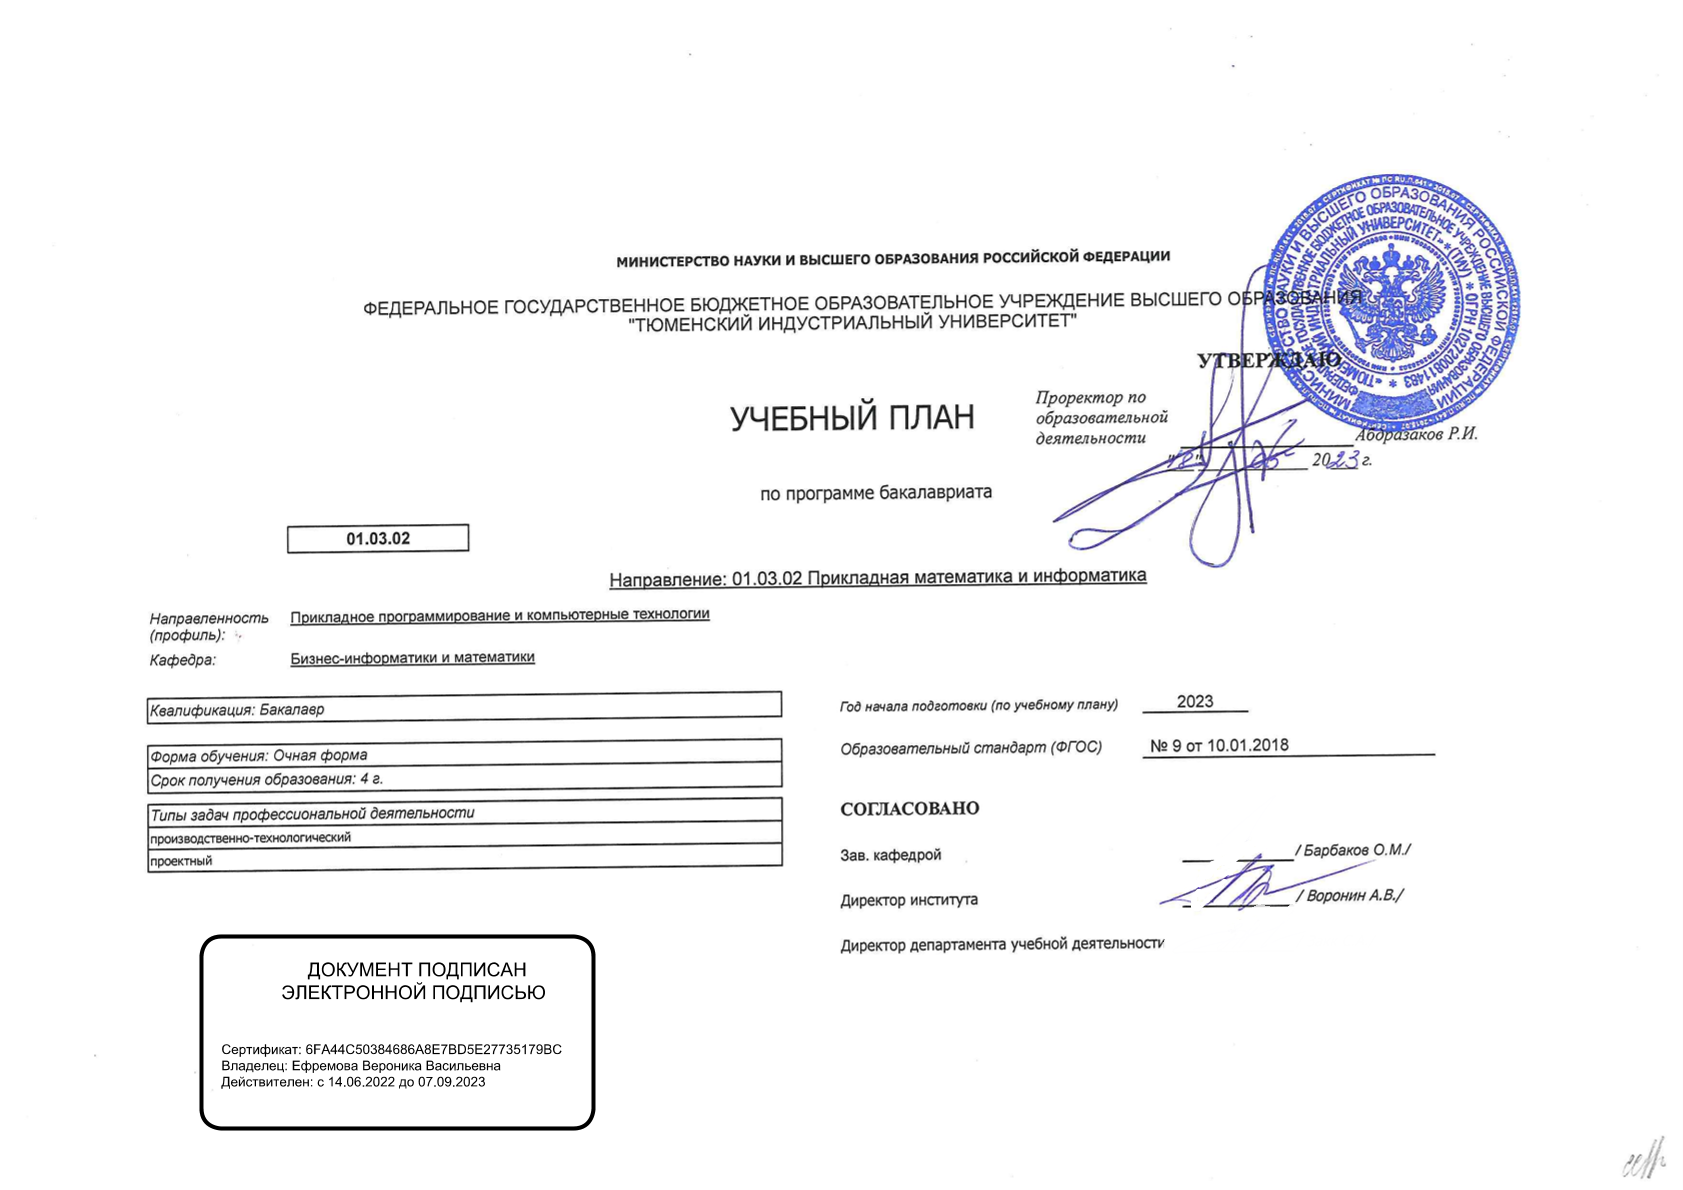 МИНИСТЕРСТВО НАУКИ И ВЫСШЕГО ОБРАЗОВАНИЯ РОССИЙСКОЙ ФЕДЕРАЦИИ
ФЕДЕРАЛЬНОЕ ГОСУДАРСТВЕННОЕ БЮДЖЕТНОЕ ОБРАЗОВАТЕЛЬНОЕ УЧРЕЖДЕНИЕ ВЫСШЕГО ОБРАЗОВАНИЯ
"ТЮМЕНСКИЙ ИНДУСТРИАЛЬНЫЙ УНИВЕРСИТЕТ"
УТВЕРЖДАЮ
УЧЕБНЫЙ ПЛАН
Проректор по
образовательной
деятельности Абдразаков Р.И.
"18" 05 2023 г.
по программе бакалавриата
01.03.02
Направление: 01.03.02 Прикладная математика и информатика
Направленность (профиль): Прикладное программирование и компьютерные технологии
Кафедра: Бизнес-информатики и математики
Квалификация: Бакалавр
Год начала подготовки (по учебному плану) 2023
Форма обучения: Очная форма
Образовательный стандарт (ФГОС) № 9 от 10.01.2018
Срок получения образования: 4 г.
Типы задач профессиональной деятельности
производственно-технологический
проектный
СОГЛАСОВАНО
Зав. кафедрой / Барбаков О.М./
Директор института / Воронин А.В./
Директор департамента учебной деятельности
ДОКУМЕНТ ПОДПИСАН
ЭЛЕКТРОННОЙ ПОДПИСЬЮ
Сертификат: 6FA44C50384686A8E7BD5E27735179BC
Владелец: Ефремова Вероника Васильевна
Действителен: с 14.06.2022 до 07.09.2023